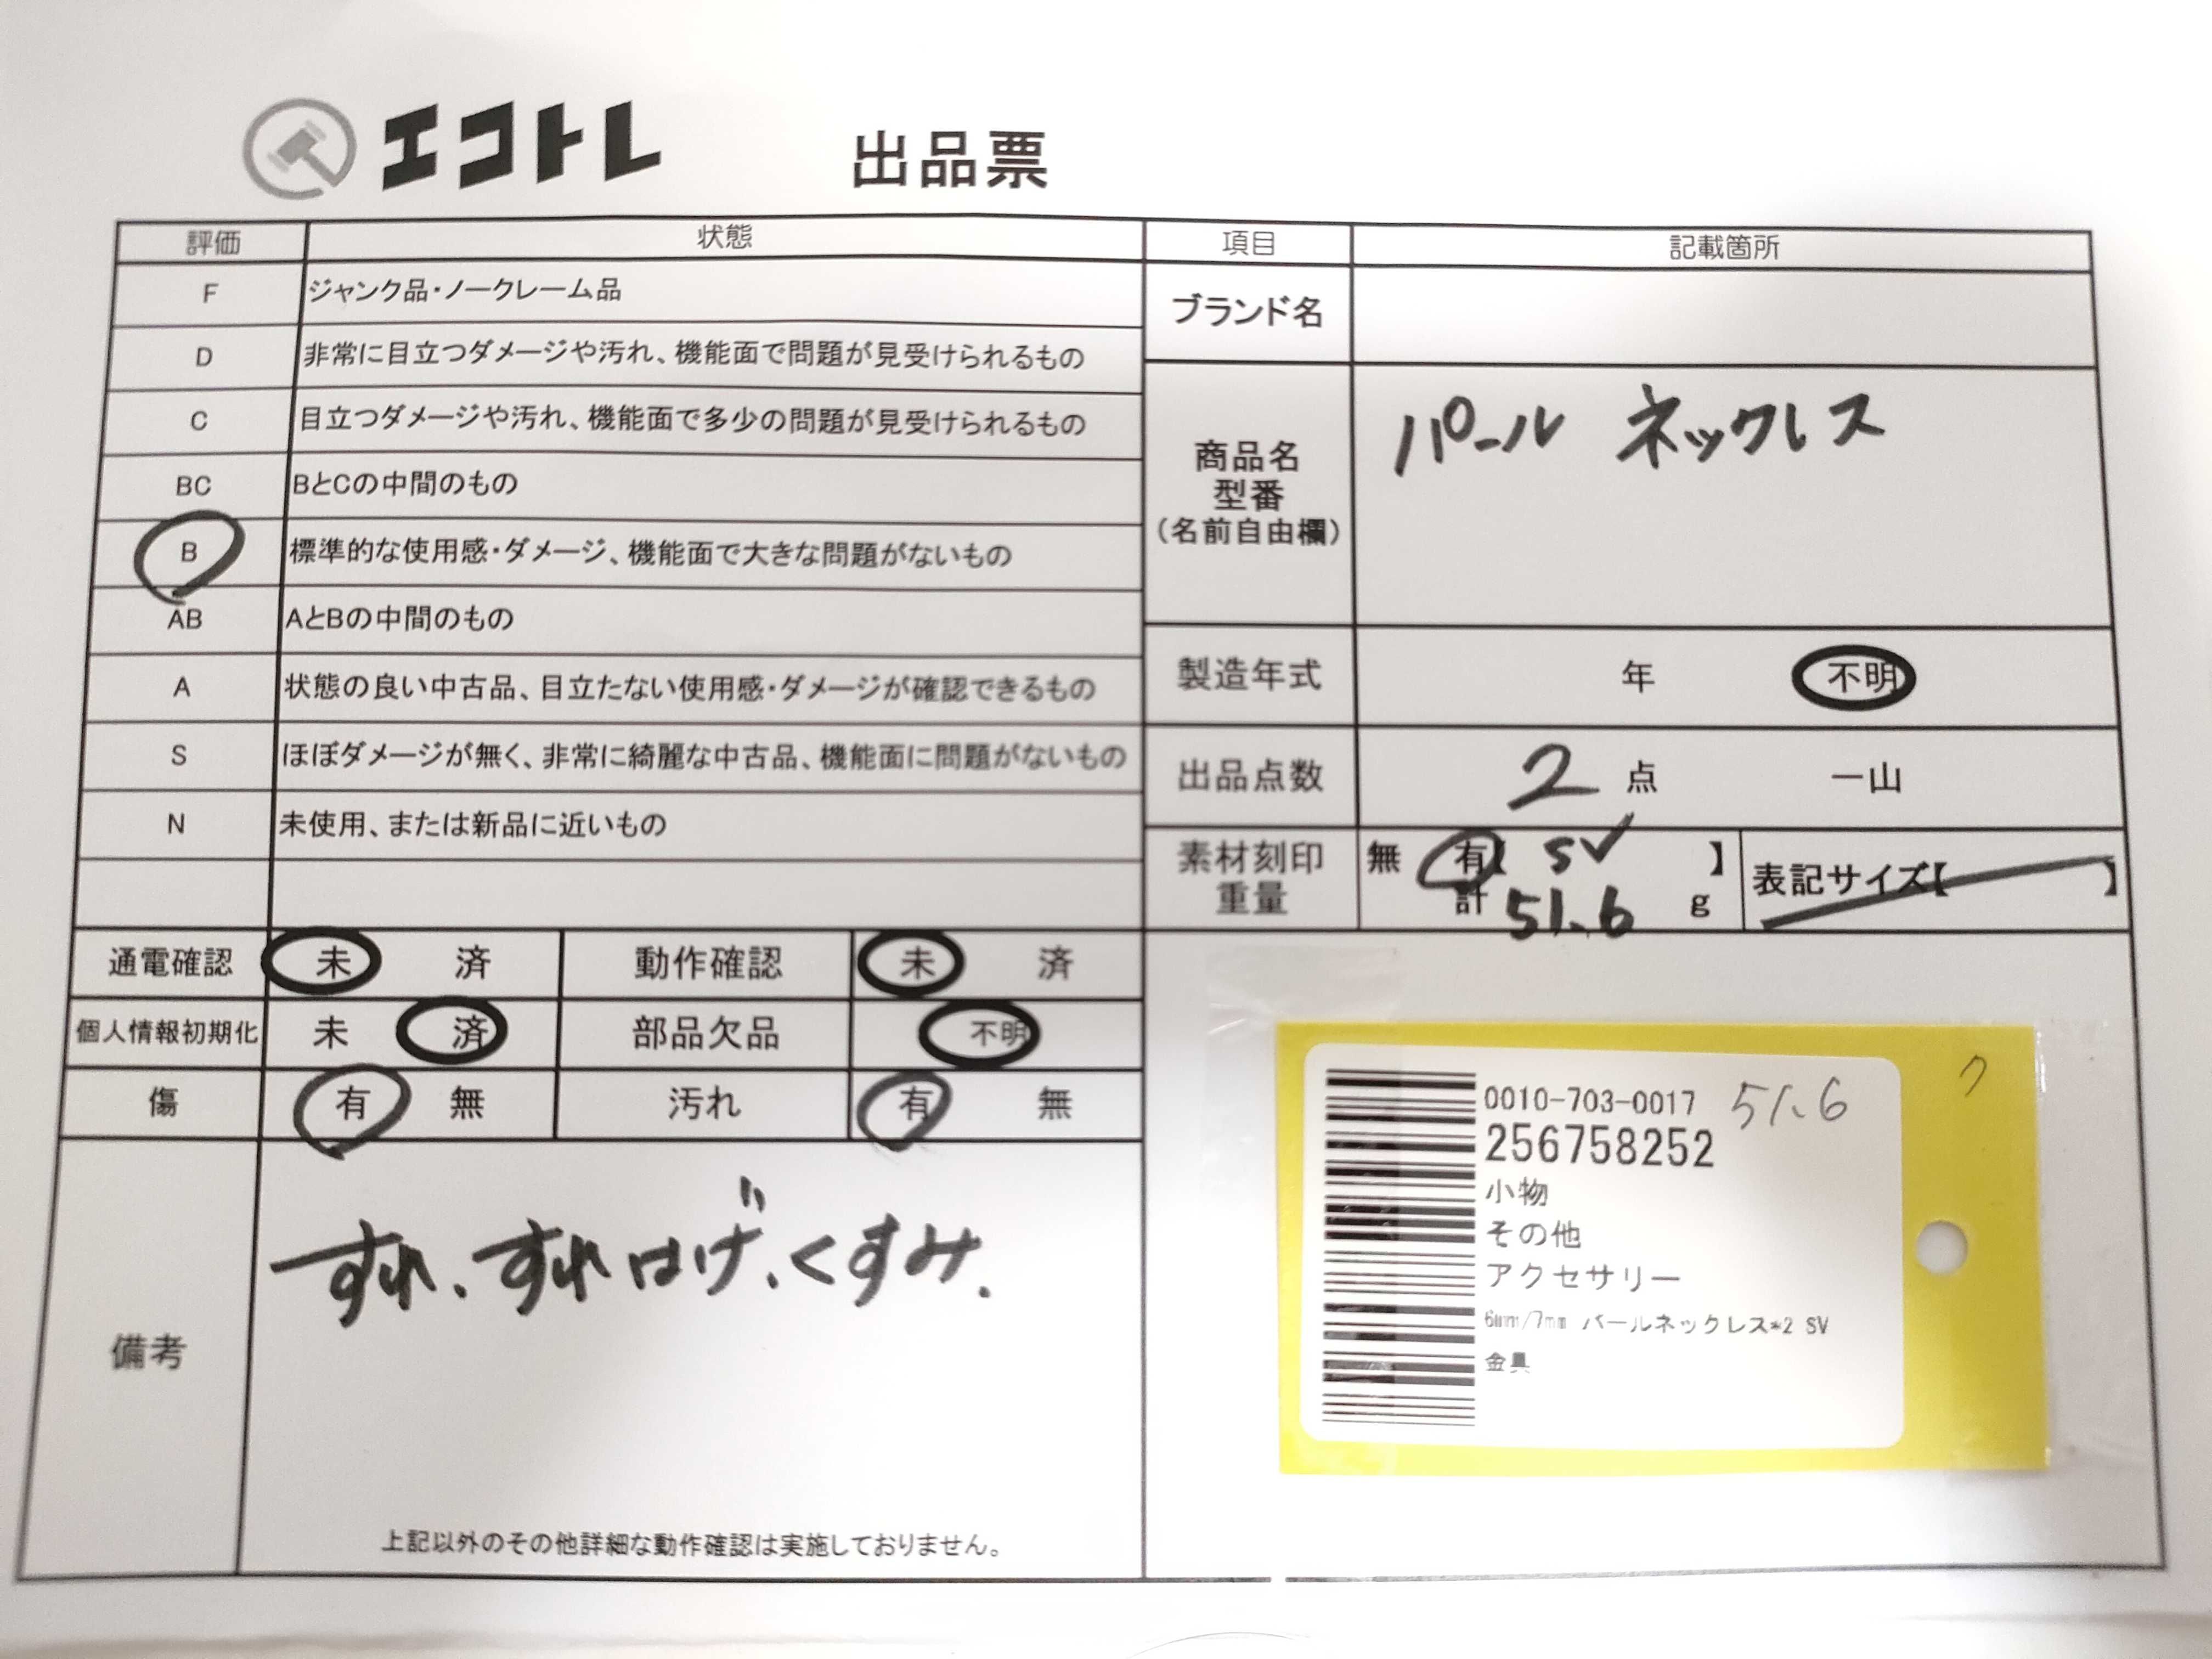 エコトレ 出品票
評価 状態
F ジャンク品・ノークレーム品
D 非常に目立つダメージや汚れ、機能面で問題が見受けられるもの
C 目立つダメージや汚れ、機能面で多少の問題が見受けられるもの
BC BとCの中間のもの
B 標準的な使用感・ダメージ、機能面で大きな問題がないもの
AB AとBの中間のもの
A 状態の良い中古品、目立たない使用感・ダメージが確認できるもの
S ほぼダメージが無く、非常に綺麗な中古品、機能面に問題がないもの
N 未使用、または新品に近いもの
項目 記載箇所
ブランド名
商品名
型番
(名前自由欄)
パール ネックレス
製造年式 年 不明
出品点数 2 点 一山
素材刻印
重量
無 有【 SV 】
計 51.6 g
表記サイズ【 】
通電確認 未 済 動作確認 未 済
個人情報初期化 未 済 部品欠品 不明
傷 有 無 汚れ 有 無
備考
すれ、すれはげ、くすみ.
上記以外のその他詳細な動作確認は実施しておりません。
0010-703-0017 51.6
256758252
小物
その他
アクセサリー
6mm/7mm パールネックレス*2 SV
金具